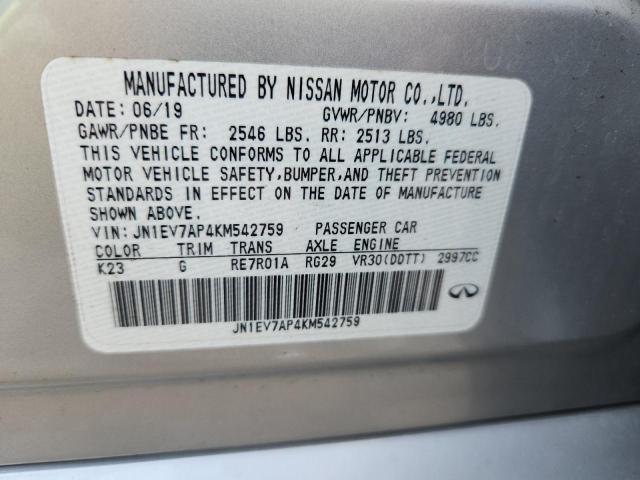 MANUFACTURED BY NISSAN MOTOR CO.,LTD.
DATE: 06/19 GVWR/PNBV: 4980 LBS.
GAWR/PNBE FR: 2546 LBS. RR: 2513 LBS.
THIS VEHICLE CONFORMS TO ALL APPLICABLE FEDERAL
MOTOR VEHICLE SAFETY,BUMPER,AND THEFT PREVENTION
STANDARDS IN EFFECT ON THE DATE OF MANUFACTURE
SHOWN ABOVE.
VIN:JN1EV7AP4KM542759 PASSENGER CAR
COLOR TRIM TRANS AXLE ENGINE
K23 G RE7R01A RG29 VR30(DDTT) 2997CC
JN1EV7AP4KM542759